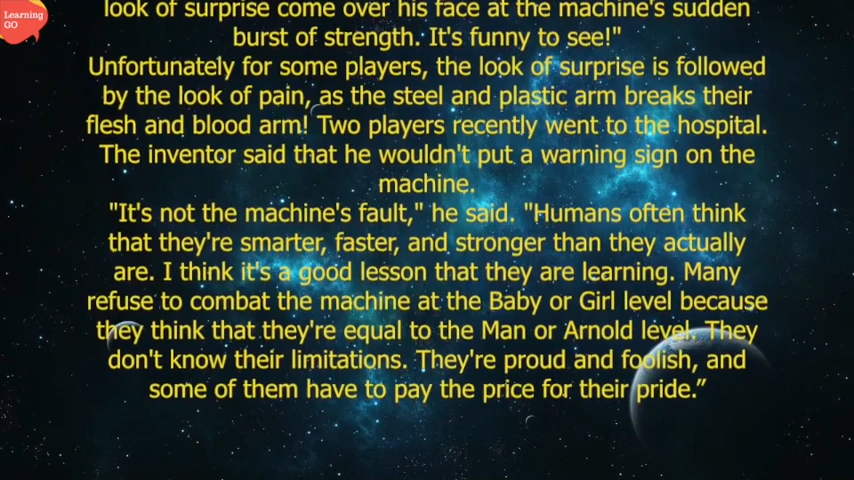 Learning
GO
look of surprise come over his face at the machine's sudden
burst of strength. It's funny to see!"
Unfortunately for some players, the look of surprise is followed
by the look of pain, as the steel and plastic arm breaks their
flesh and blood arm! Two players recently went to the hospital.
The inventor said that he wouldn't put a warning sign on the
machine.
"It's not the machine's fault," he said. "Humans often think
that they're smarter, faster, and stronger than they actually
are. I think it's a good lesson that they are learning. Many
refuse to combat the machine at the Baby or Girl level because
they think that they're equal to the Man or Arnold level. They
don't know their limitations. They're proud and foolish, and
some of them have to pay the price for their pride.”